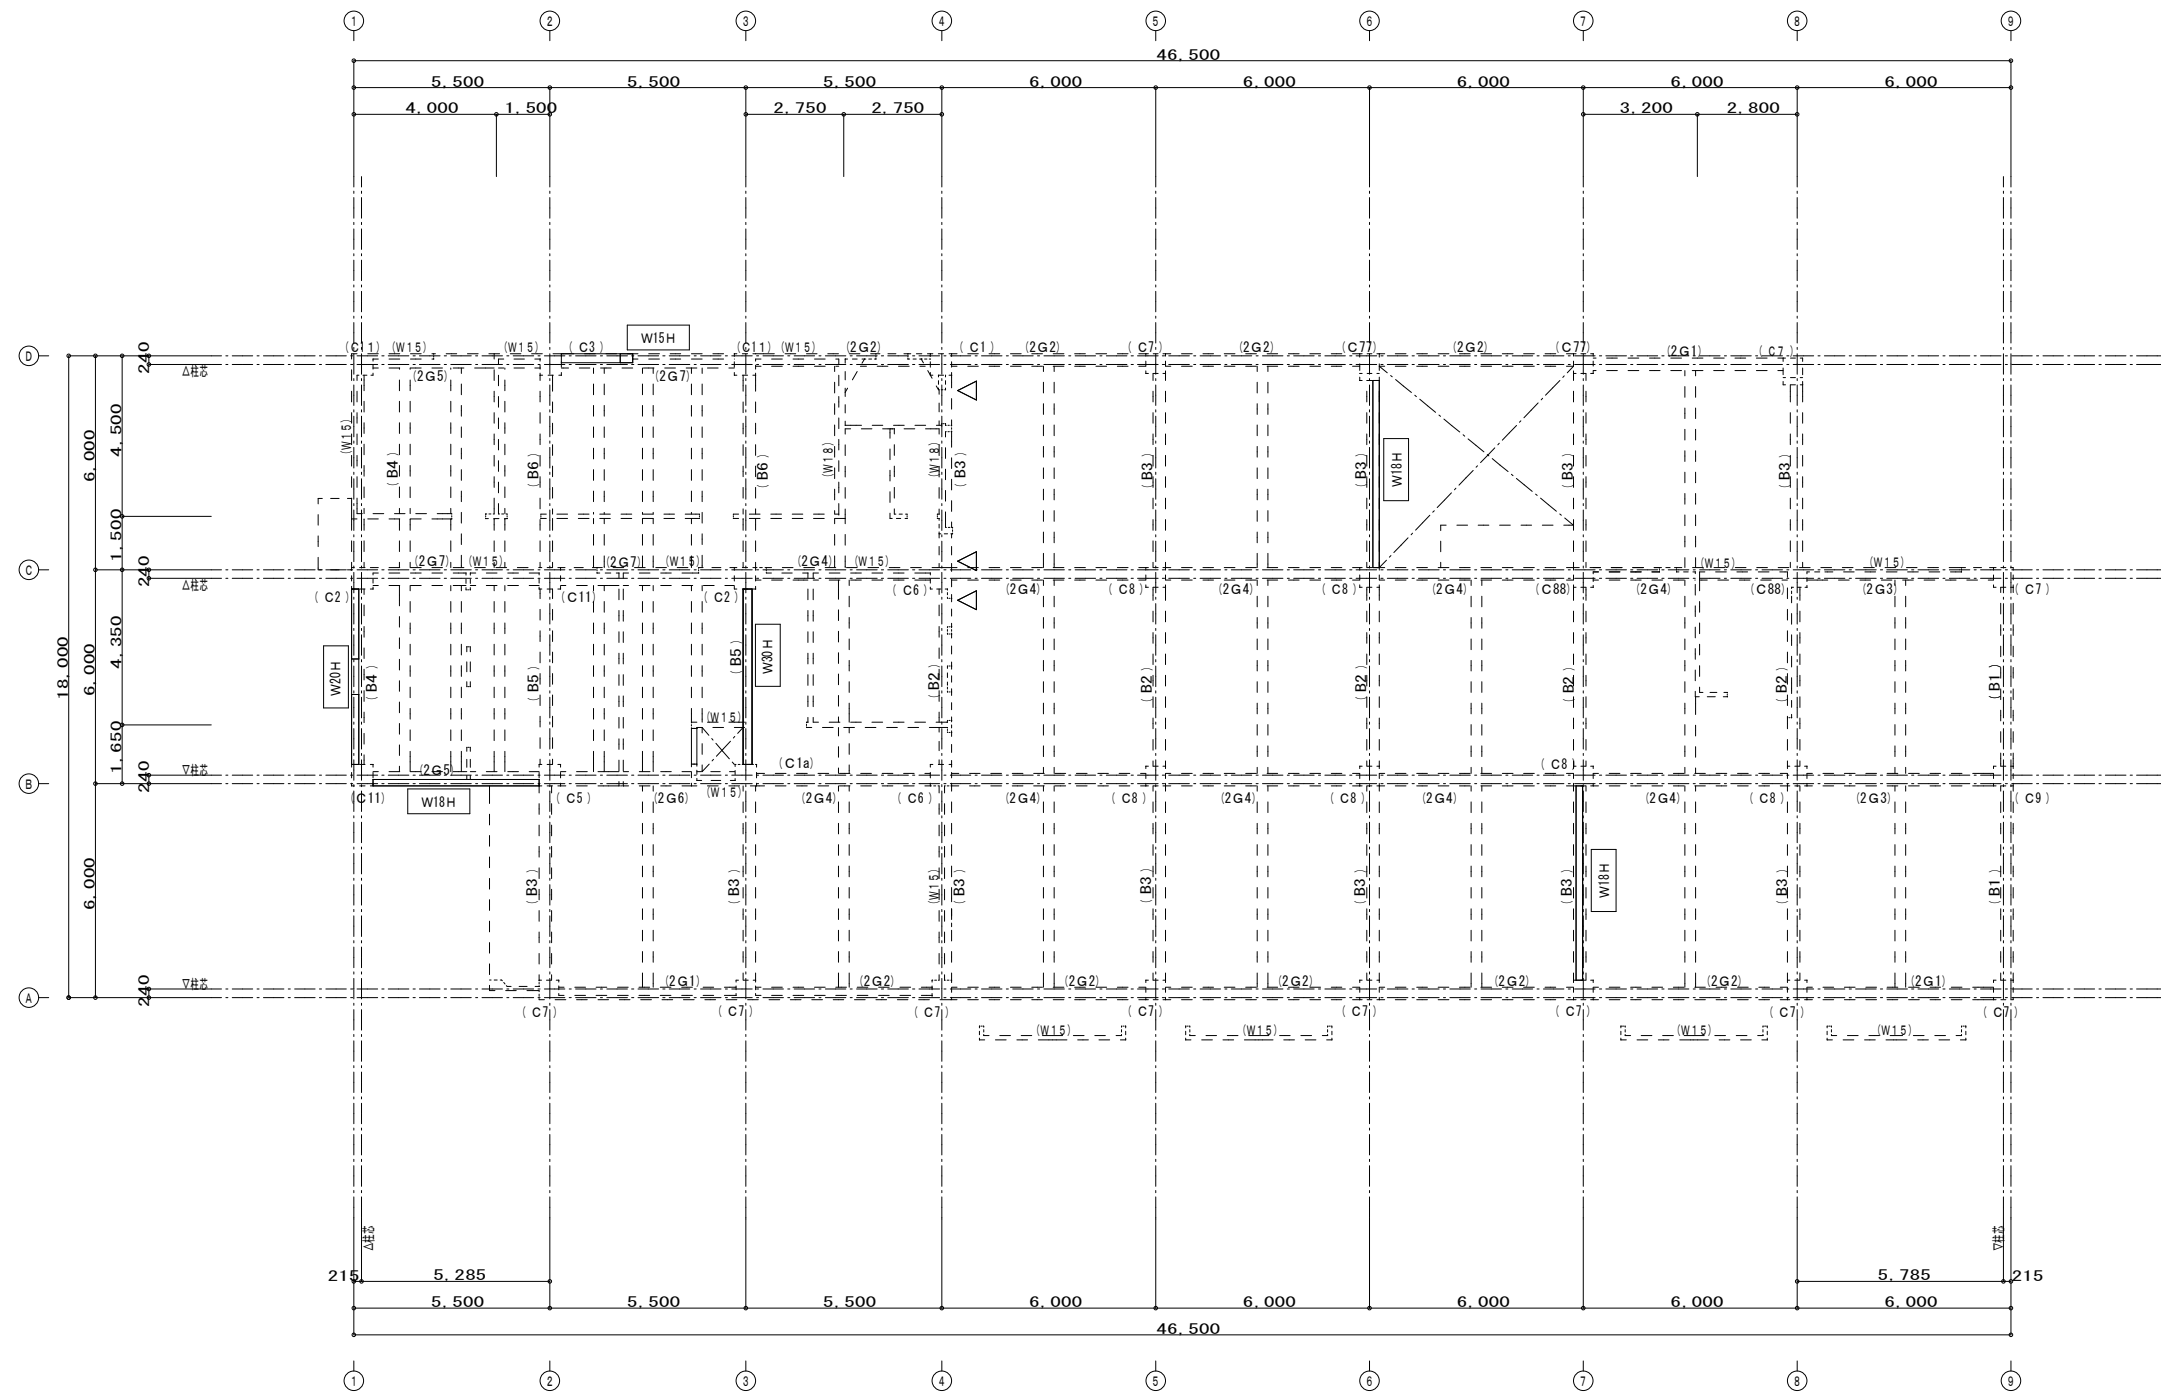 1 2 3 4 5 6 7 8 9
46,500
5,500 5,500 5,500 6,000 6,000 6,000 6,000 6,000
4,000 1,500 2,750 2,750 3,200 2,800
W15H
D 240 (C11) (W15) (W15) (C3) (C11) (W15) (2G2) (C1) (2G2) (C7) (2G2) (C77) (2G2) (C77) (2G1) (C7)
△柱芯 (2G5) (2G7)
6,000 4,500 (W15) (B4) (B6) (B6) (W18) (W18) (B3) (B3) (B3) W18H (B3) (B3)
1,500
C 240 (2G7) (W15) (2G7) (W15) (2G4) (W15) (W15) (W15)
△柱芯 (C2) (C11) (C2) (C6) (2G4) (C8) (2G4) (C8) (2G4) (C88) (2G4) (C88) (2G3) (C7)
18,000 6,000 4,350 W20H (B4) (B5) (B5) W30H (B2) (B2) (B2) (B2) (B2) (B1)
1,650 (W15)
▽柱芯 (2G5) (C1a) (C8)
B 240 (C11) W18H (C5) (2G6) (W15) (2G4) (C6) (2G4) (C8) (2G4) (C8) (2G4) (2G4) (C8) (2G3) (C9)
6,000 (B3) (B3) (W15) (B3) (B3) (B3) (B3) W18H (B3) (B1)
▽柱芯 (2G1) (2G2) (2G2) (2G2) (2G2) (2G2) (2G1)
A 240 (C7) (C7) (C7) (C7) (C7) (C7) (C7) (C7)
(W15) (W15) (W15) (W15)
△柱芯 ▽柱芯
215 5,285 5,785 215
5,500 5,500 5,500 6,000 6,000 6,000 6,000 6,000
46,500
1 2 3 4 5 6 7 8 9